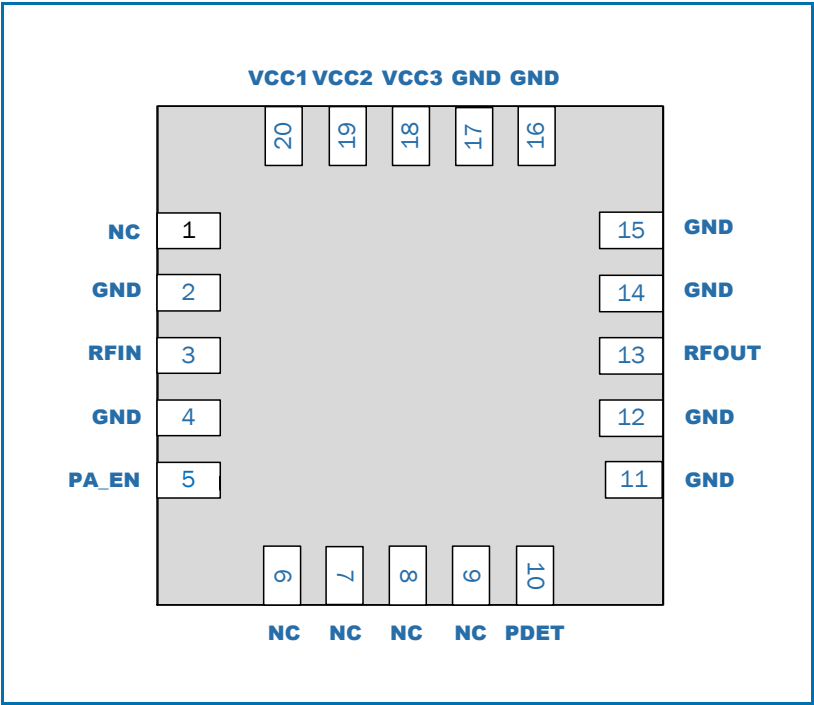 VCC1 VCC2 VCC3 GND GND
20 19 18 17 16
NC 1 15 GND
GND 2 14 GND
RFIN 3 13 RFOUT
GND 4 12 GND
PA_EN 5 11 GND
6 7 8 9 10
NC NC NC NC PDET